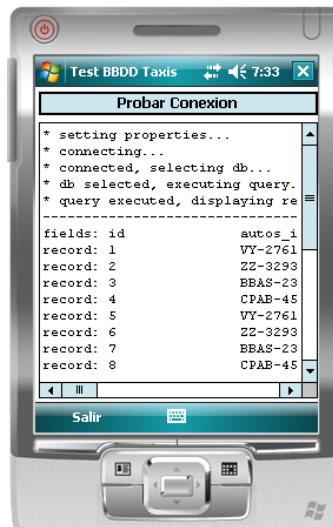 Test BBDD Taxis 7:33
Probar Conexion
* setting properties...
* connecting...
* connected, selecting db...
* db selected, executing query.
* query executed, displaying re
------------------------------
fields: id autos_i
record: 1 VY-2761
record: 2 ZZ-3293
record: 3 BBAS-23
record: 4 CPAB-45
record: 5 VY-2761
record: 6 ZZ-3293
record: 7 BBAS-23
record: 8 CPAB-45
Salir